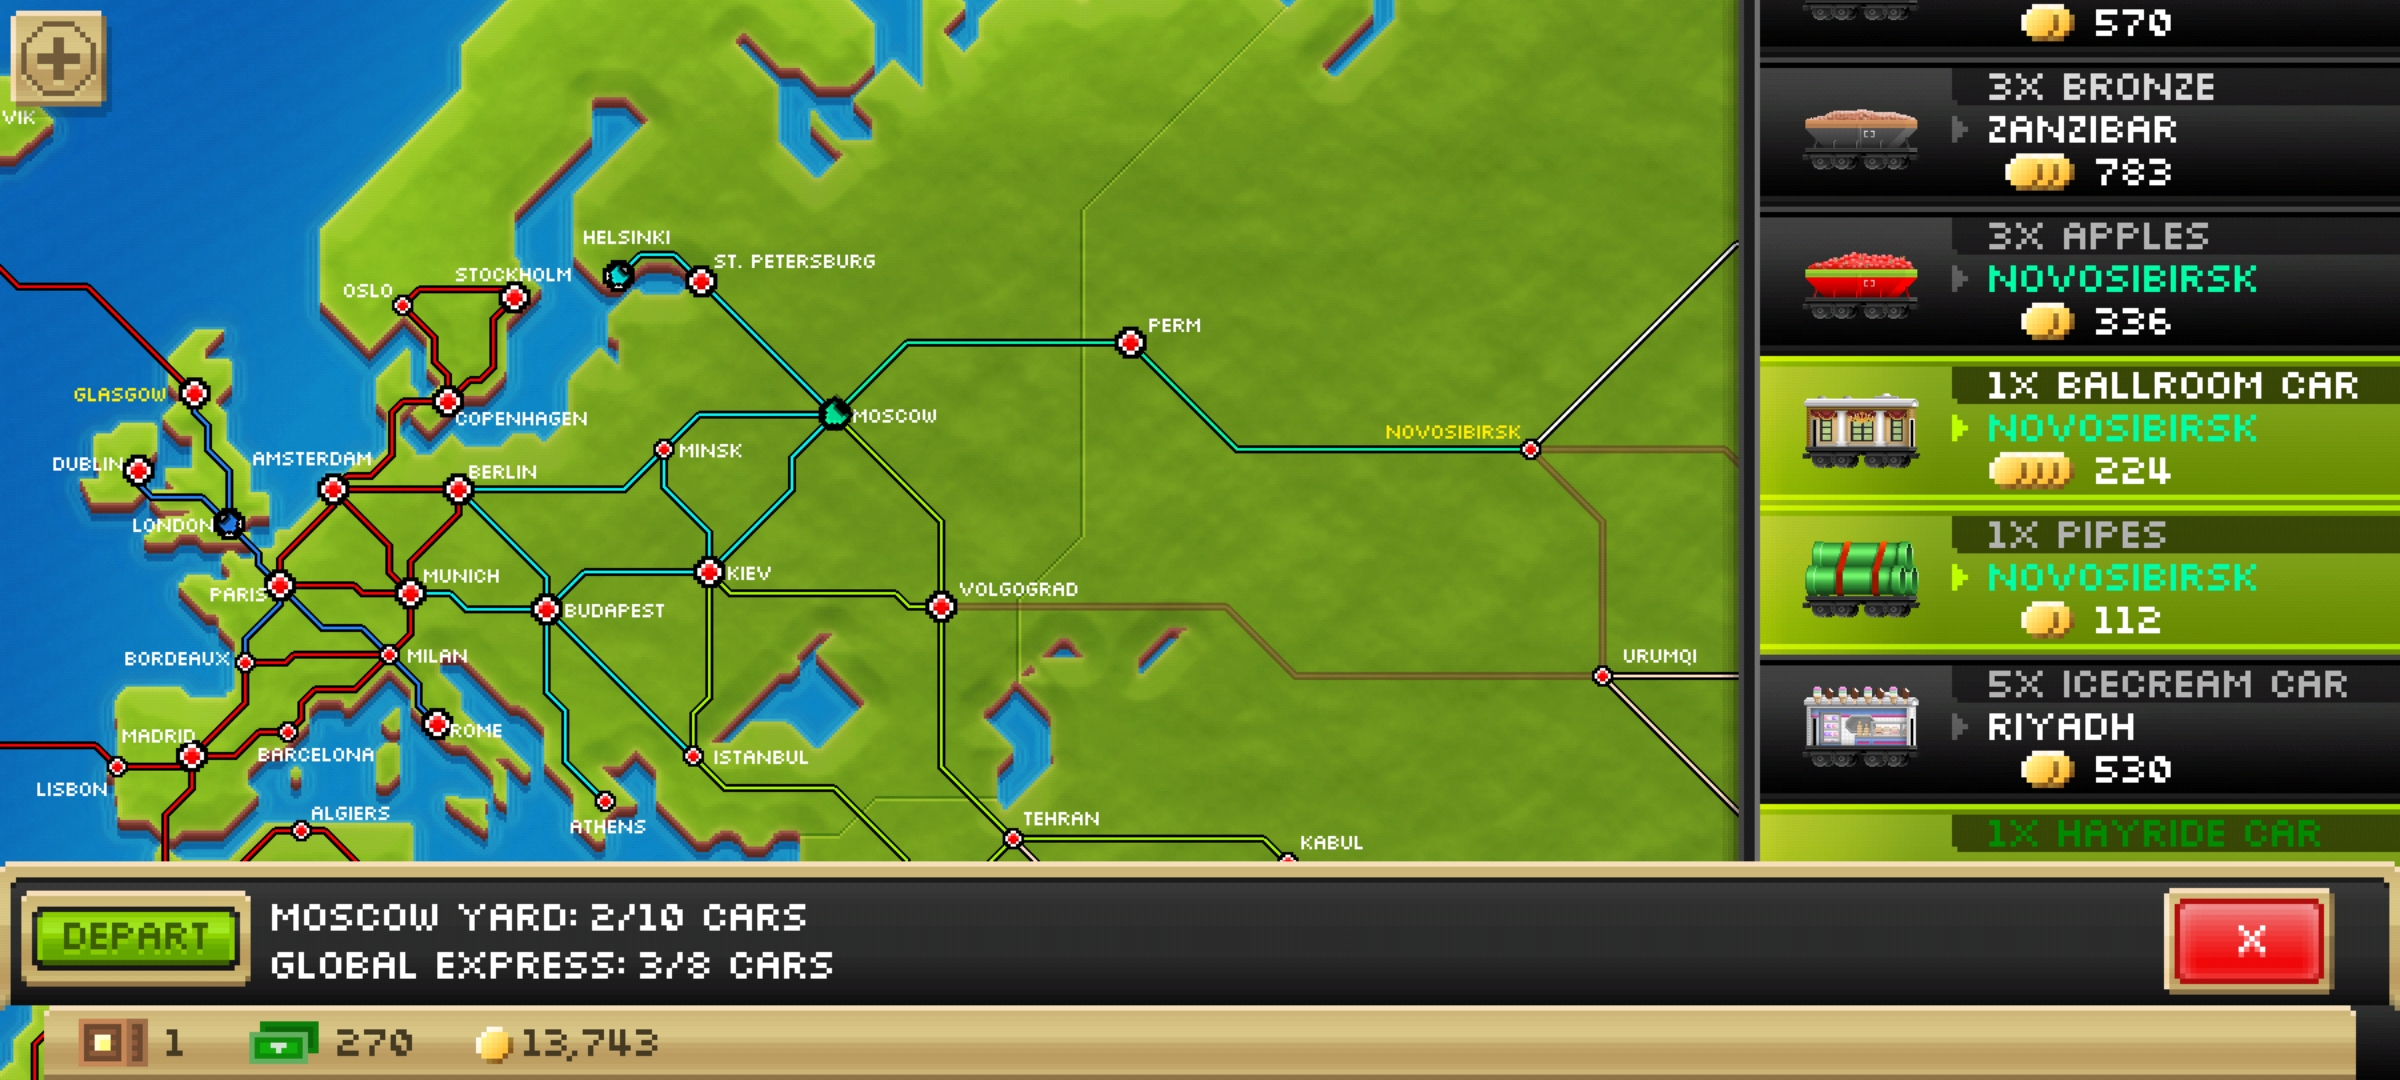 VIK
HELSINKI
ST. PETERSBURG
STOCKHOLM
OSLO
PERM
GLASGOW
COPENHAGEN
MOSCOW
NOVOSIBIRSK
MINSK
DUBLIN
AMSTERDAM
BERLIN
LONDON
MUNICH
KIEV
PARIS
BUDAPEST
VOLGOGRAD
BORDEAUX
MILAN
URUMQI
MADRID
ROME
BARCELONA
ISTANBUL
LISBON
ALGIERS
ATHENS
TEHRAN
KABUL
570
3X BRONZE
ZANZIBAR
783
3X APPLES
NOVOSIBIRSK
336
1X BALLROOM CAR
NOVOSIBIRSK
224
1X PIPES
NOVOSIBIRSK
112
5X ICECREAM CAR
RIYADH
530
1X HAYRIDE CAR
DEPART
MOSCOW YARD: 2/10 CARS
GLOBAL EXPRESS: 3/8 CARS
X
1 270 13,743